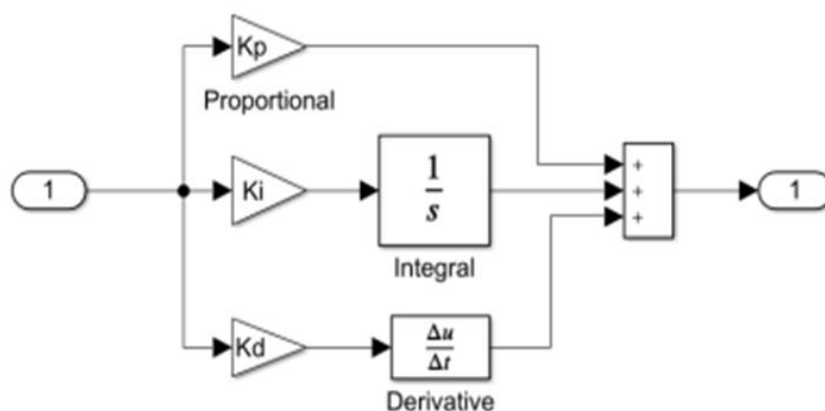 Kp
Proportional
1
Ki
1
s
Integral
+
+
+
1
Kd
Δu
Δt
Derivative